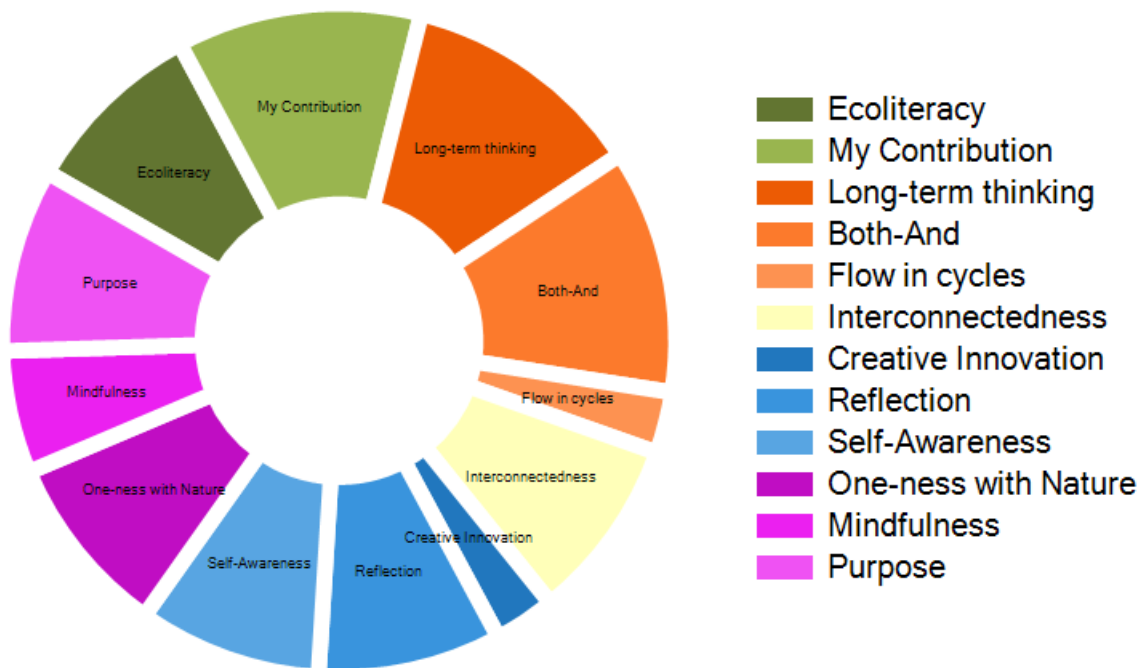 My Contribution
Long-term thinking
Ecoliteracy
Both-And
Purpose
Flow in cycles
Mindfulness
Interconnectedness
One-ness with Nature
Creative Innovation
Self-Awareness
Reflection
Ecoliteracy
My Contribution
Long-term thinking
Both-And
Flow in cycles
Interconnectedness
Creative Innovation
Reflection
Self-Awareness
One-ness with Nature
Mindfulness
Purpose